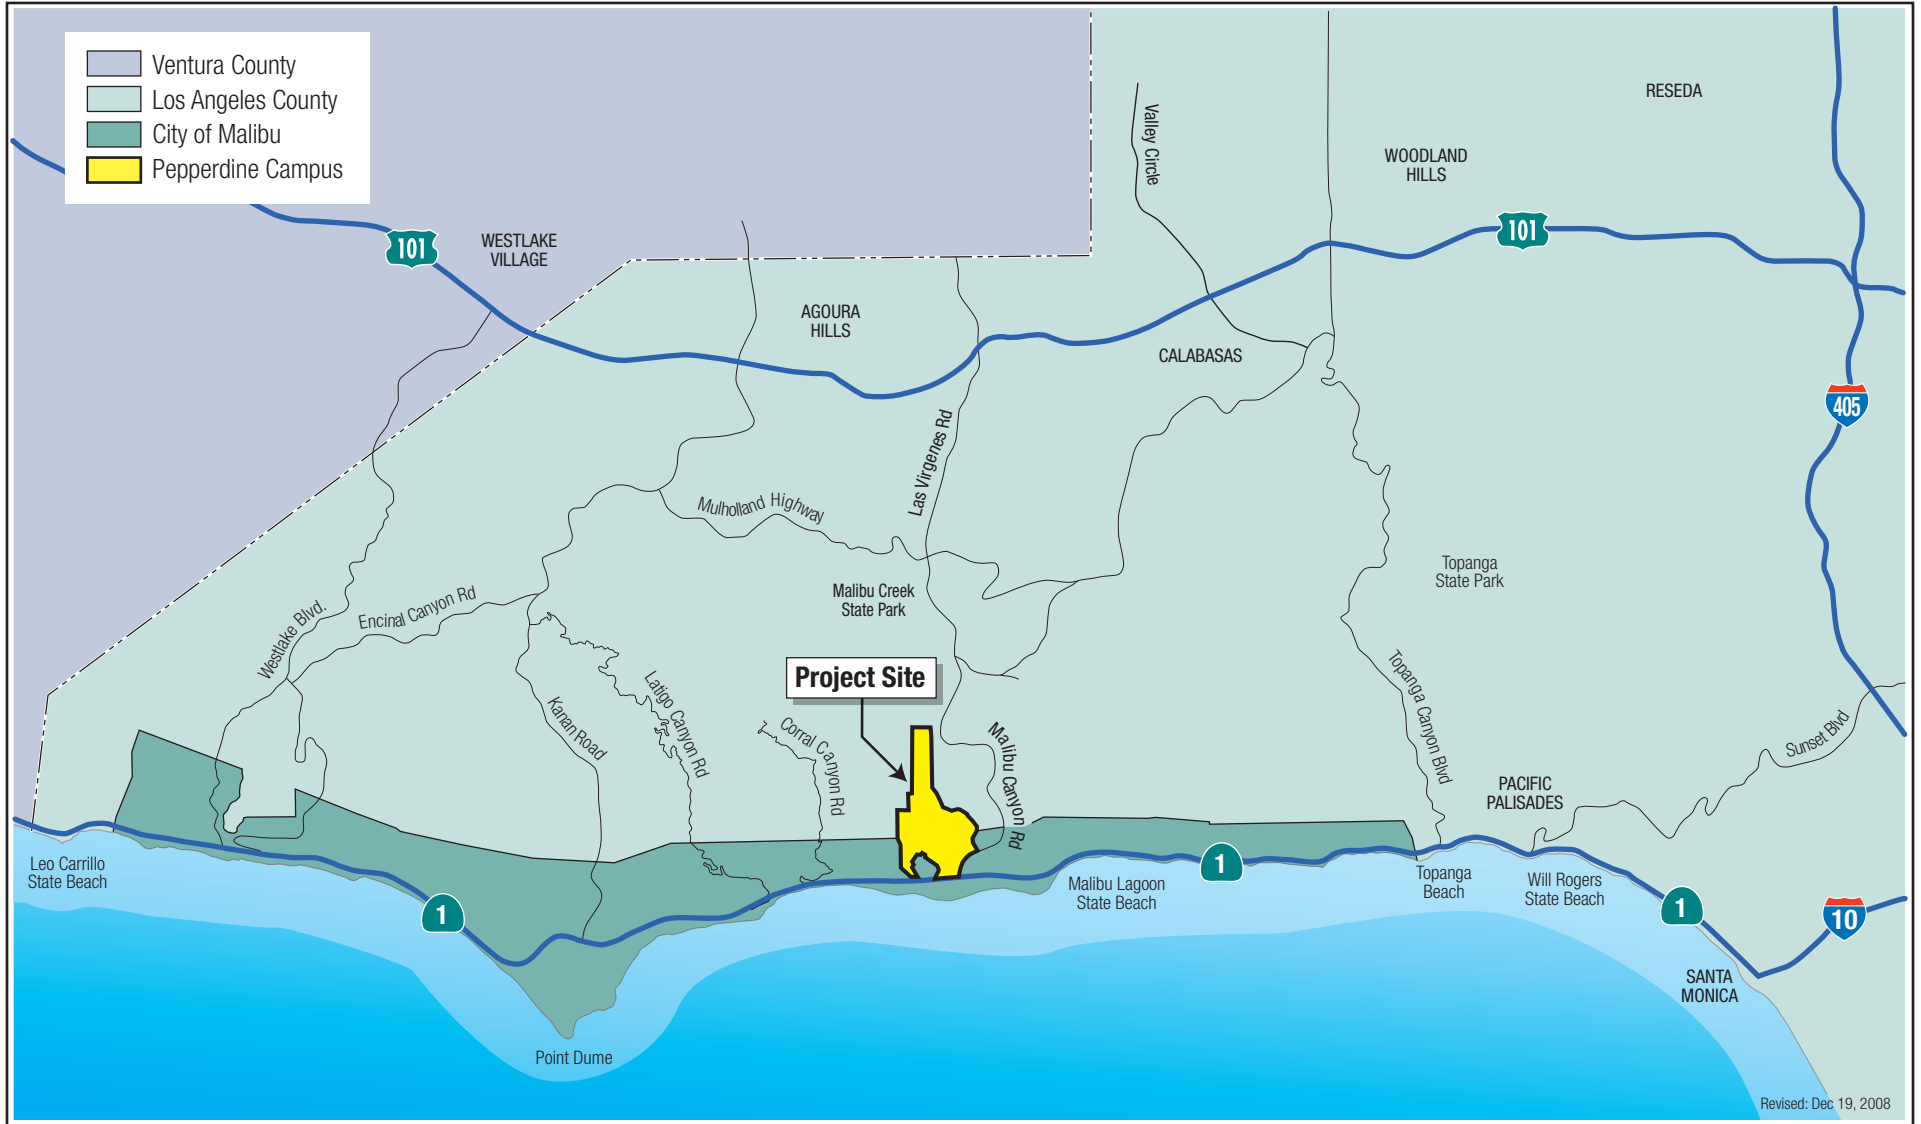 Ventura County
Los Angeles County
City of Malibu
Pepperdine Campus
RESEDA
Valley Circle
WOODLAND
HILLS
101
101
WESTLAKE
VILLAGE
AGOURA
HILLS
CALABASAS
405
Las Virgenes Rd
Mulholland Highway
Topanga
State Park
Malibu Creek
State Park
Encinal Canyon Rd
Westlake Blvd.
Project Site
Latigo Canyon Rd
Kanan Road
Corral Canyon Rd
Malibu Canyon Rd
Topanga Canyon Blvd
Sunset Blvd
PACIFIC
PALISADES
Leo Carrillo
State Beach
1
1
1
10
Malibu Lagoon
State Beach
Topanga
Beach
Will Rogers
State Beach
SANTA
MONICA
Point Dume
Revised: Dec 19, 2008